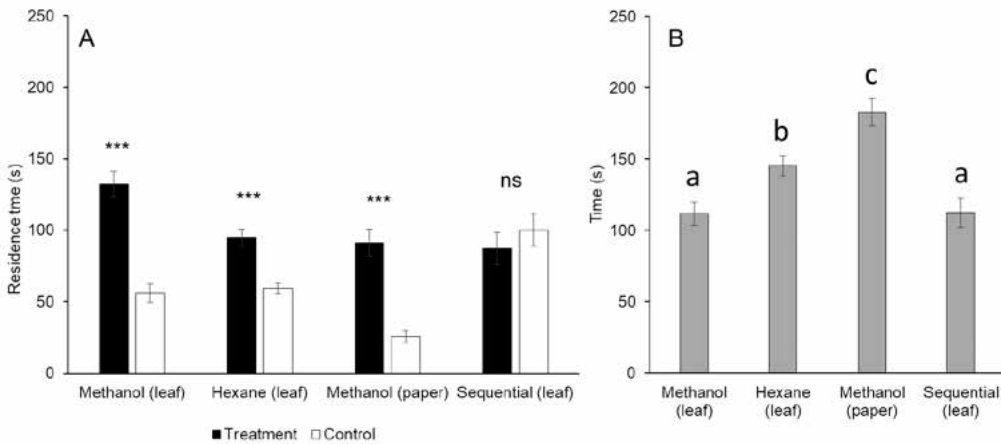 A
250
200
150
100
50
0
Residence tme (s)
***
***
***
ns
Methanol (leaf) Hexane (leaf) Methanol (paper) Sequential (leaf)
Treatment Control
B
250
200
150
100
50
0
Time (s)
a
b
c
a
Methanol (leaf)
Hexane (leaf)
Methanol (paper)
Sequential (leaf)